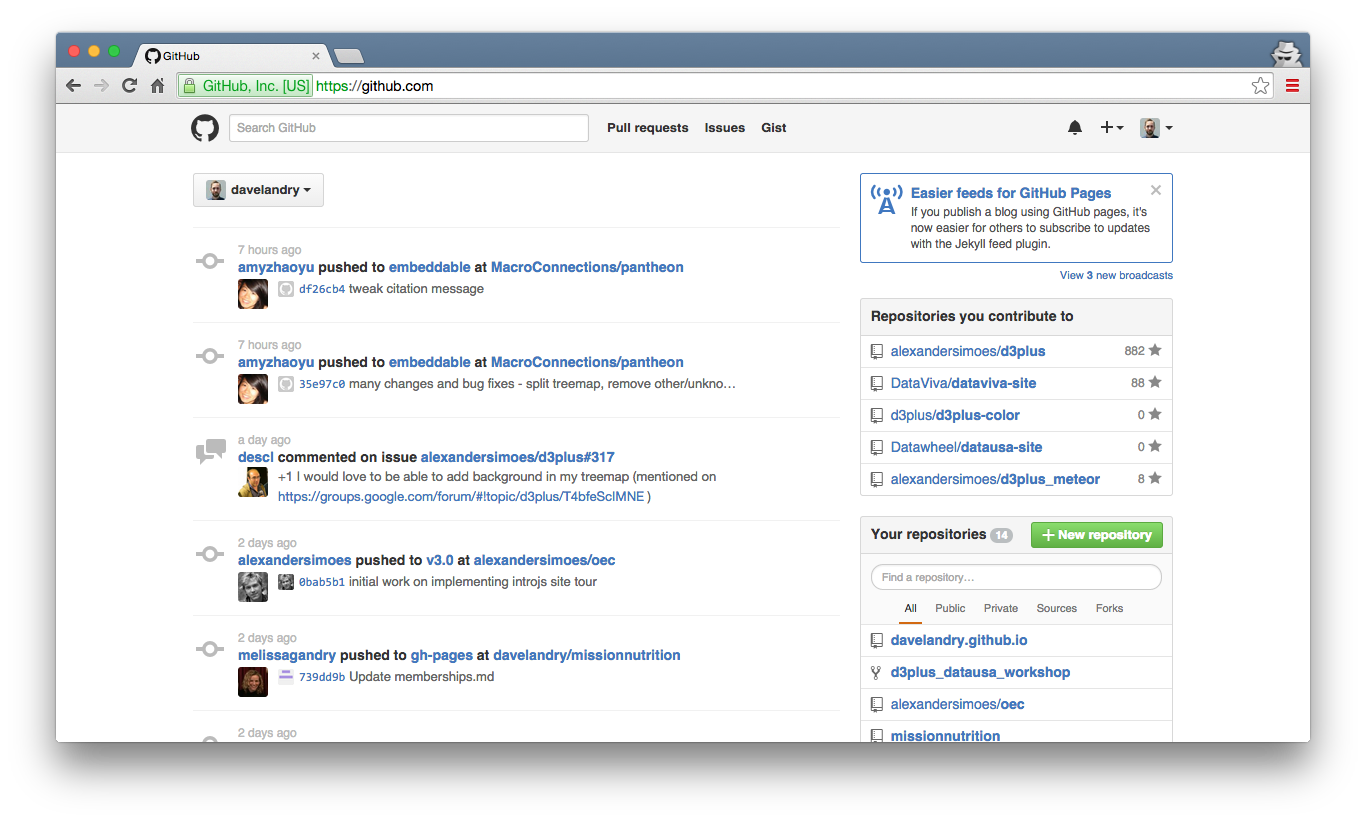 GitHub
GitHub, Inc. [US] https://github.com
Search GitHub
Pull requests Issues Gist
davelandry
7 hours ago
amyzhaoyu pushed to embeddable at MacroConnections/pantheon
df26cb4 tweak citation message
7 hours ago
amyzhaoyu pushed to embeddable at MacroConnections/pantheon
35e97c0 many changes and bug fixes - split treemap, remove other/unkno…
a day ago
descl commented on issue alexandersimoes/d3plus#317
+1 I would love to be able to add background in my treemap (mentioned on
https://groups.google.com/forum/#!topic/d3plus/T4bfeScIMNE )
2 days ago
alexandersimoes pushed to v3.0 at alexandersimoes/oec
0bab5b1 initial work on implementing introjs site tour
2 days ago
melissagandry pushed to gh-pages at davelandry/missionnutrition
739dd9b Update memberships.md
2 days ago
Easier feeds for GitHub Pages
If you publish a blog using GitHub pages, it's
now easier for others to subscribe to updates
with the Jekyll feed plugin.
View 3 new broadcasts
Repositories you contribute to
alexandersimoes/d3plus 882
DataViva/dataviva-site 88
d3plus/d3plus-color 0
Datawheel/datausa-site 0
alexandersimoes/d3plus_meteor 8
Your repositories 14 New repository
Find a repository…
All Public Private Sources Forks
davelandry.github.io
d3plus_datausa_workshop
alexandersimoes/oec
missionnutrition